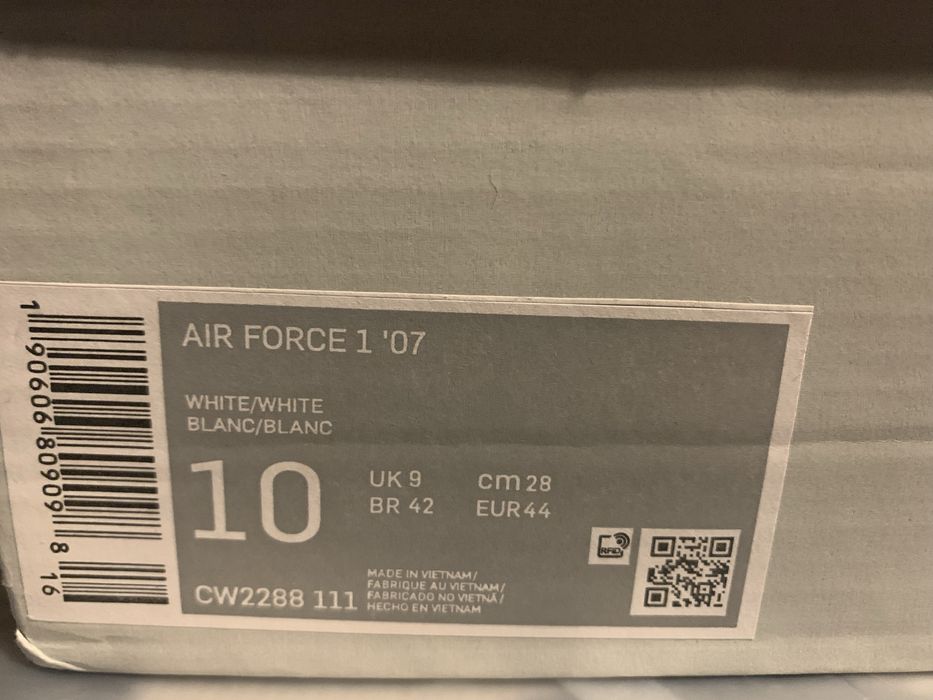 AIR FORCE 1 '07
WHITE/WHITE
BLANC/BLANC
10
UK 9 cm 28
BR 42 EUR 44
RFID
CW2288 111
MADE IN VIETNAM/
FABRIQUE AU VIETNAM/
FABRICADO NO VIETNÃ/
HECHO EN VIETNAM
1 90606 80909 8 16